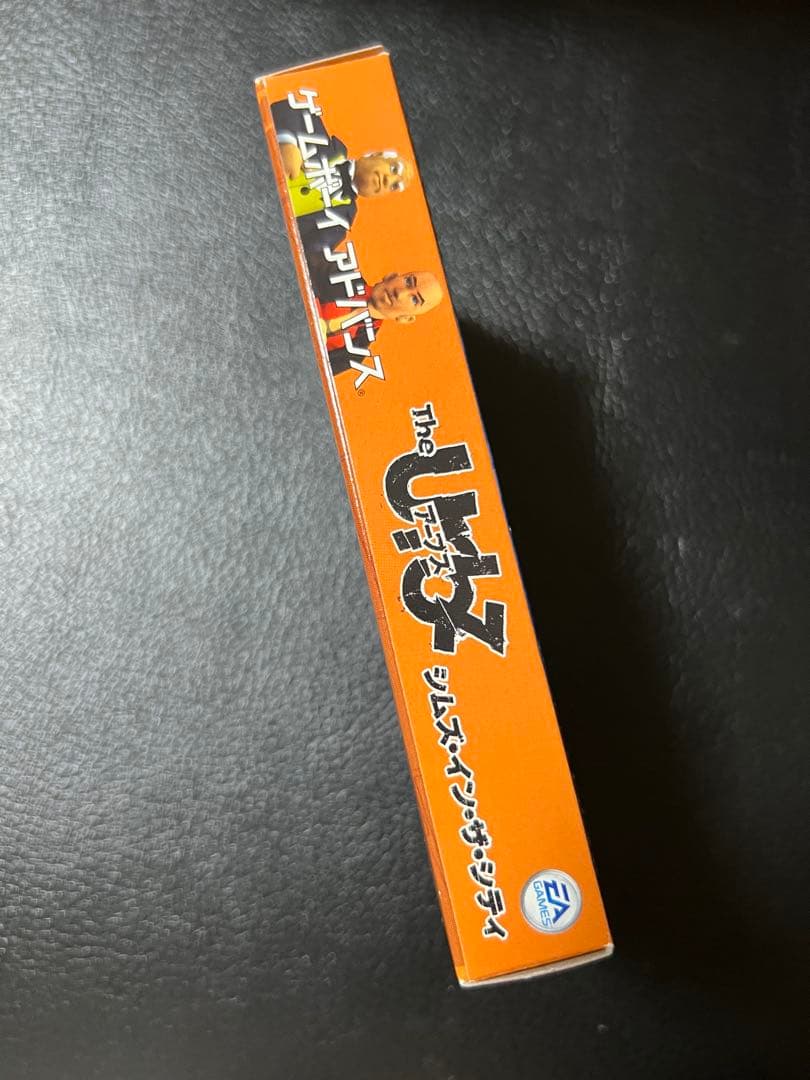 ゲームボーイ アドバンス®
The
Urbz
アーブズ
シムズ・イン・ザ・シティ
EA
GAMES